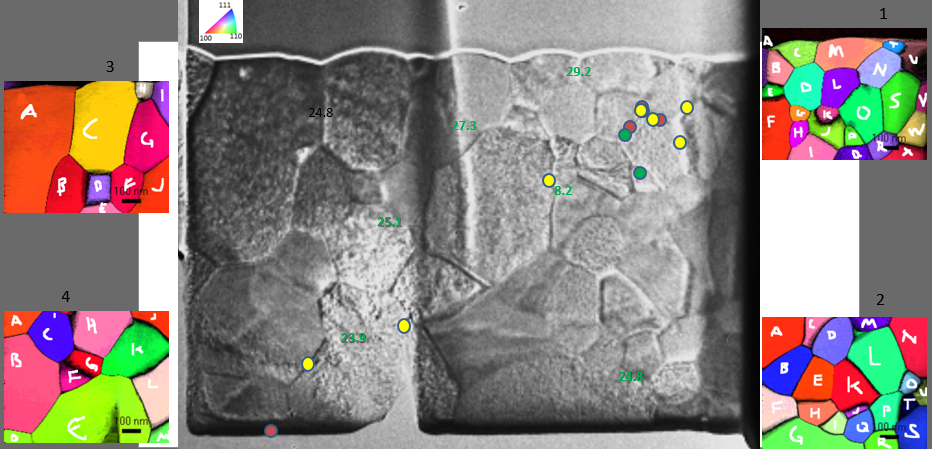 111
100 110
1
3
A
C
I
G
B
D
F
J
E
100 nm
24.8
29.2
27.3
8.2
25.1
23.9
24.8
A
C
M
T
B
N
V
D
L
O
S
F
G
K
H
J
I
R
X
100 nm
4
A
H
J
C
B
K
G
L
E
D
M
100 nm
2
A
C
M
D
N
L
B
E
K
F
H
P
T
I
Q
S
G
R
100 nm